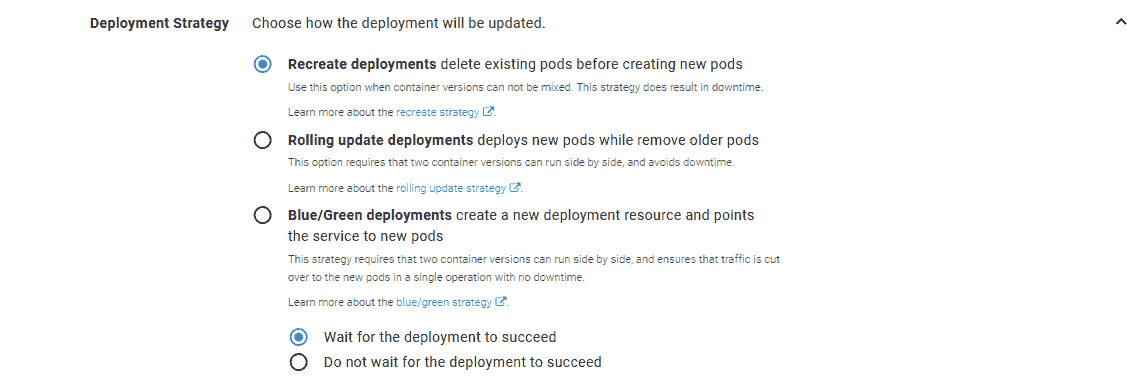 Deployment Strategy Choose how the deployment will be updated.
Recreate deployments delete existing pods before creating new pods
Use this option when container versions can not be mixed. This strategy does result in downtime.
Learn more about the recreate strategy.
Rolling update deployments deploys new pods while remove older pods
This option requires that two container versions can run side by side, and avoids downtime.
Learn more about the rolling update strategy.
Blue/Green deployments create a new deployment resource and points
the service to new pods
This strategy requires that two container versions can run side by side, and ensures that traffic is cut
over to the new pods in a single operation with no downtime.
Learn more about the blue/green strategy.
Wait for the deployment to succeed
Do not wait for the deployment to succeed